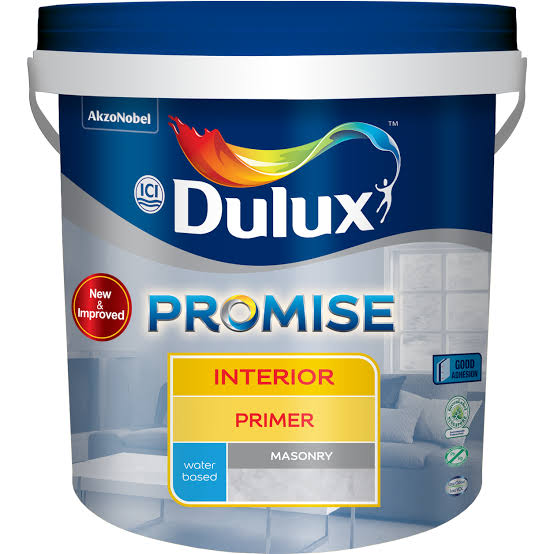 AkzoNobel
TM
ICI
Dulux
New
&
Improved
PROMISE
INTERIOR
PRIMER
MASONRY
water
based
GOOD
ADHESION